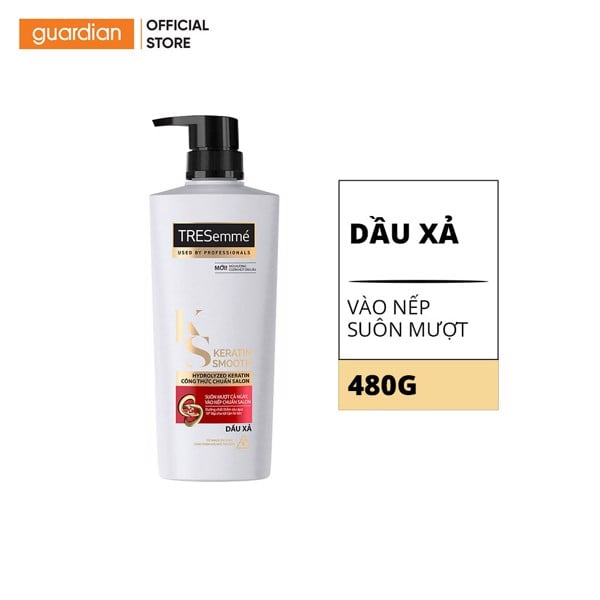 guardian
OFFICIAL
STORE
TRESemmé
USED BY PROFESSIONALS
MỚI!
KS
KERATIN
SMOOTH
HYDROLYZED KERATIN
CÔNG THỨC CHUẨN SALON
SUÔN MƯỢT CẢ NGÀY,
VÀO NẾP CHUẨN SALON
DẦU XẢ
DẦU XẢ
VÀO NẾP
SUÔN MƯỢT
480G